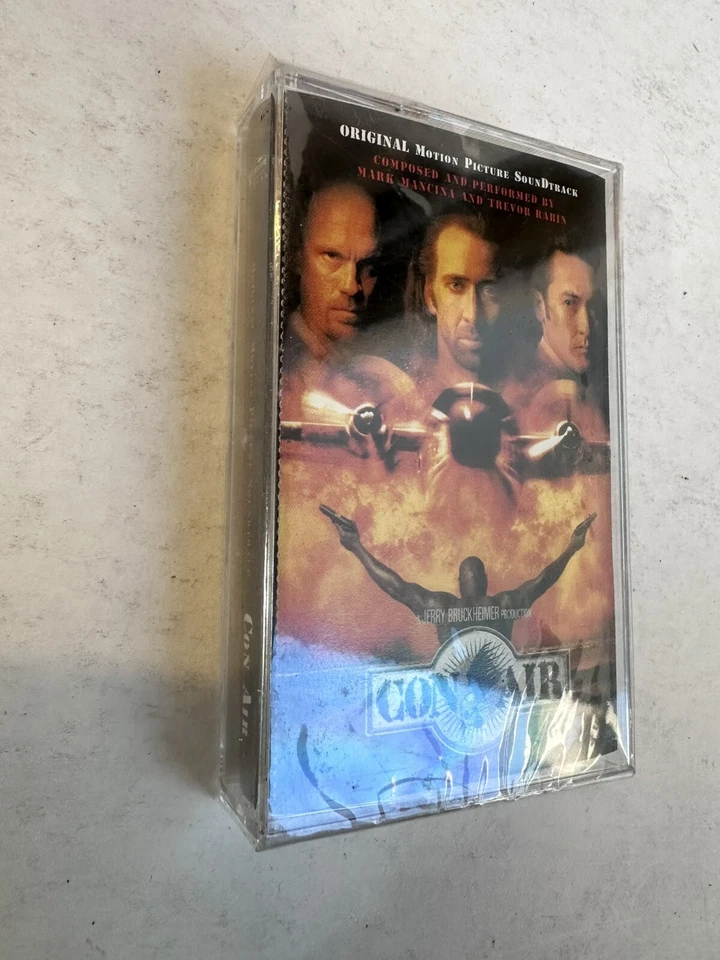 ORIGINAL MOTION PICTURE SOUNDTRACK
COMPOSED AND PERFORMED BY
MARK MANCINA AND TREVOR RABIN
A JERRY BRUCKHEIMER PRODUCTION
CON AIR
CON AIR